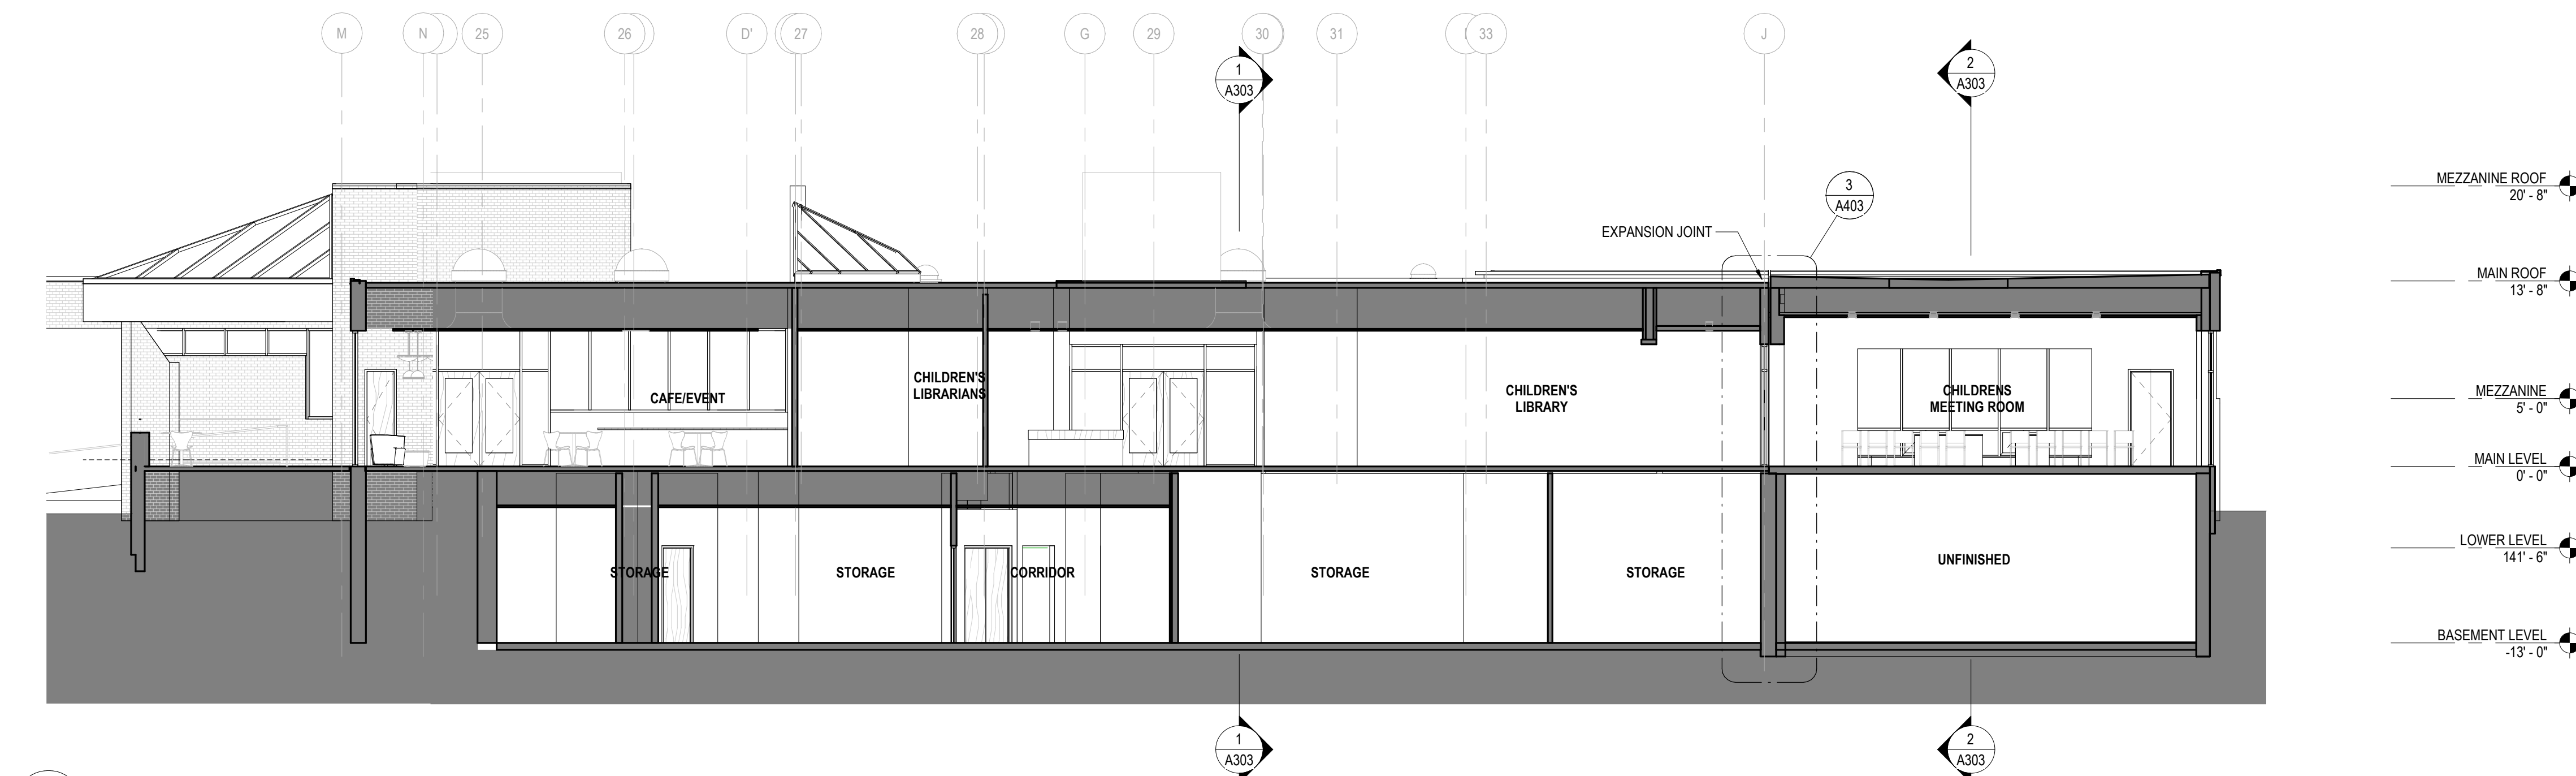 M
N
25
26
D'
27
28
G
29
30
31
33
J
1
A303
2
A303
3
A403
EXPANSION JOINT
MEZZANINE ROOF
20' - 8"
MAIN ROOF
13' - 8"
MEZZANINE
5' - 0"
MAIN LEVEL
0' - 0"
LOWER LEVEL
141' - 6"
BASEMENT LEVEL
-13' - 0"
CAFE/EVENT
CHILDREN'S
LIBRARIANS
CHILDREN'S
LIBRARY
CHILDRENS
MEETING ROOM
STORAGE
STORAGE
CORRIDOR
STORAGE
STORAGE
UNFINISHED
1
A303
2
A303